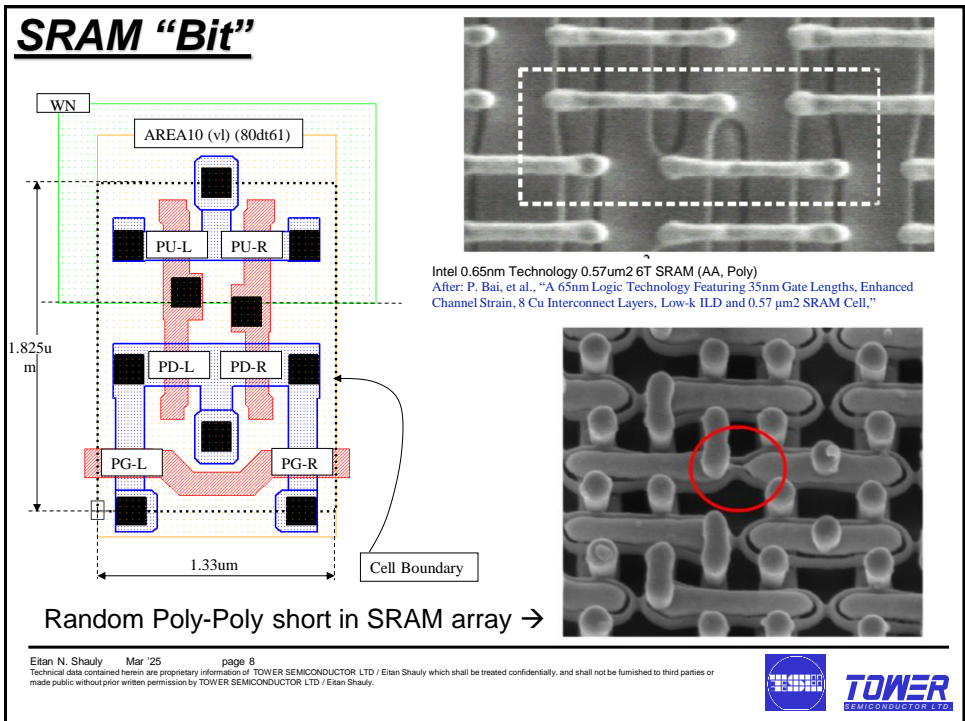 SRAM “Bit”
WN
AREA10 (vl) (80dt61)
PU-L
PU-R
1.825u
m
PD-L
PD-R
PG-L
PG-R
1.33um
Cell Boundary
Intel 0.65nm Technology 0.57um2 6T SRAM (AA, Poly)
After: P. Bai, et al., “A 65nm Logic Technology Featuring 35nm Gate Lengths, Enhanced
Channel Strain, 8 Cu Interconnect Layers, Low-k ILD and 0.57 μm2 SRAM Cell,”
Random Poly-Poly short in SRAM array →
Eitan N. Shauly Mar ’25 page 8
Technical data contained herein are proprietary information of TOWER SEMICONDUCTOR LTD / Eitan Shauly which shall be treated confidentially, and shall not be furnished to third parties or
made public without prior written permission by TOWER SEMICONDUCTOR LTD / Eitan Shauly.
TOWER
SEMICONDUCTOR LTD.